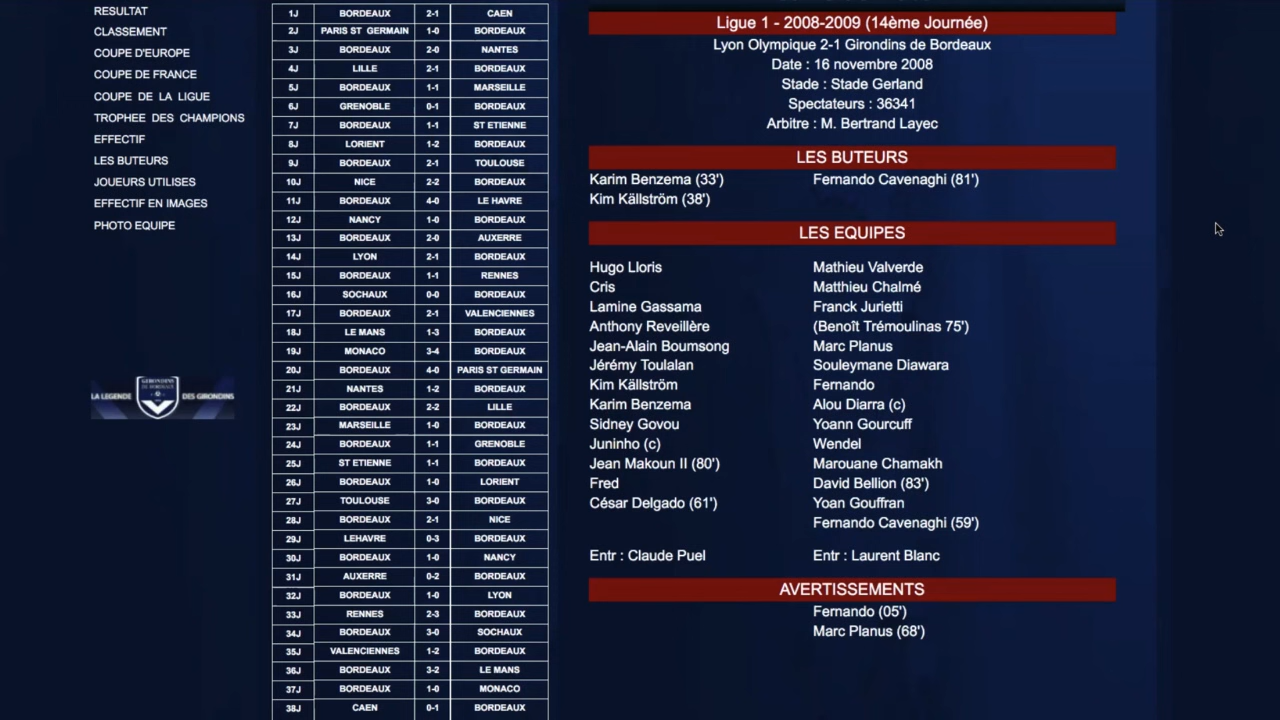 RESULTAT
CLASSEMENT
COUPE D'EUROPE
COUPE DE FRANCE
COUPE DE LA LIGUE
TROPHEE DES CHAMPIONS
EFFECTIF
LES BUTEURS
JOUEURS UTILISES
EFFECTIF EN IMAGES
PHOTO EQUIPE
GIRONDINS
DE BORDEAUX
LA LEGENDE DES GIRONDINS
1J BORDEAUX 2-1 CAEN
2J PARIS ST GERMAIN 1-0 BORDEAUX
3J BORDEAUX 2-0 NANTES
4J LILLE 2-1 BORDEAUX
5J BORDEAUX 1-1 MARSEILLE
6J GRENOBLE 0-1 BORDEAUX
7J BORDEAUX 1-1 ST ETIENNE
8J LORIENT 1-2 BORDEAUX
9J BORDEAUX 2-1 TOULOUSE
10J NICE 2-2 BORDEAUX
11J BORDEAUX 4-0 LE HAVRE
12J NANCY 1-0 BORDEAUX
13J BORDEAUX 2-0 AUXERRE
14J LYON 2-1 BORDEAUX
15J BORDEAUX 1-1 RENNES
16J SOCHAUX 0-0 BORDEAUX
17J BORDEAUX 2-1 VALENCIENNES
18J LE MANS 1-3 BORDEAUX
19J MONACO 3-4 BORDEAUX
20J BORDEAUX 4-0 PARIS ST GERMAIN
21J NANTES 1-2 BORDEAUX
22J BORDEAUX 2-2 LILLE
23J MARSEILLE 1-0 BORDEAUX
24J BORDEAUX 1-1 GRENOBLE
25J ST ETIENNE 1-1 BORDEAUX
26J BORDEAUX 1-0 LORIENT
27J TOULOUSE 3-0 BORDEAUX
28J BORDEAUX 2-1 NICE
29J LEHAVRE 0-3 BORDEAUX
30J BORDEAUX 1-0 NANCY
31J AUXERRE 0-2 BORDEAUX
32J BORDEAUX 1-0 LYON
33J RENNES 2-3 BORDEAUX
34J BORDEAUX 3-0 SOCHAUX
35J VALENCIENNES 1-2 BORDEAUX
36J BORDEAUX 3-2 LE MANS
37J BORDEAUX 1-0 MONACO
38J CAEN 0-1 BORDEAUX
Ligue 1 - 2008-2009 (14ème Journée)
Lyon Olympique 2-1 Girondins de Bordeaux
Date : 16 novembre 2008
Stade : Stade Gerland
Spectateurs : 36341
Arbitre : M. Bertrand Layec
LES BUTEURS
Karim Benzema (33') Fernando Cavenaghi (81')
Kim Källström (38')
LES EQUIPES
Hugo Lloris Mathieu Valverde
Cris Matthieu Chalmé
Lamine Gassama Franck Jurietti
Anthony Reveillère (Benoît Trémoulinas 75')
Jean-Alain Boumsong Marc Planus
Jérémy Toulalan Souleymane Diawara
Kim Källström Fernando
Karim Benzema Alou Diarra (c)
Sidney Govou Yoann Gourcuff
Juninho (c) Wendel
Jean Makoun II (80') Marouane Chamakh
Fred David Bellion (83')
César Delgado (61') Yoan Gouffran
Fernando Cavenaghi (59')
Entr : Claude Puel Entr : Laurent Blanc
AVERTISSEMENTS
Fernando (05')
Marc Planus (68')